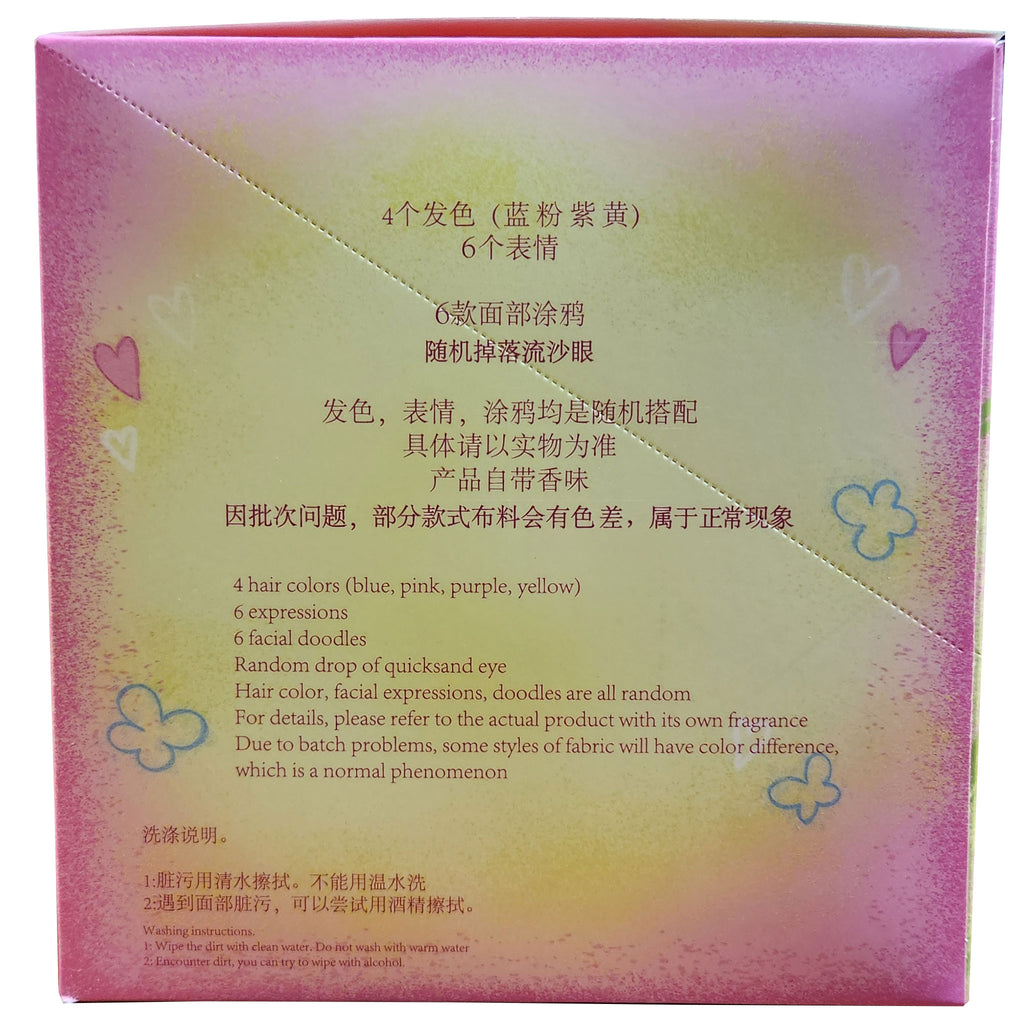 4个发色（蓝 粉 紫 黄）
6个表情
6款面部涂鸦
随机掉落流沙眼
发色，表情，涂鸦均是随机搭配
具体请以实物为准
产品自带香味
因批次问题，部分款式布料会有色差，属于正常现象
4 hair colors (blue, pink, purple, yellow)
6 expressions
6 facial doodles
Random drop of quicksand eye
Hair color, facial expressions, doodles are all random
For details, please refer to the actual product with its own fragrance
Due to batch problems, some styles of fabric will have color difference,
which is a normal phenomenon
洗涤说明。
1:脏污用清水擦拭。不能用温水洗
2:遇到面部脏污，可以尝试用酒精擦拭。
Washing instructions.
1: Wipe the dirt with clean water. Do not wash with warm water
2: Encounter dirt, you can try to wipe with alcohol.